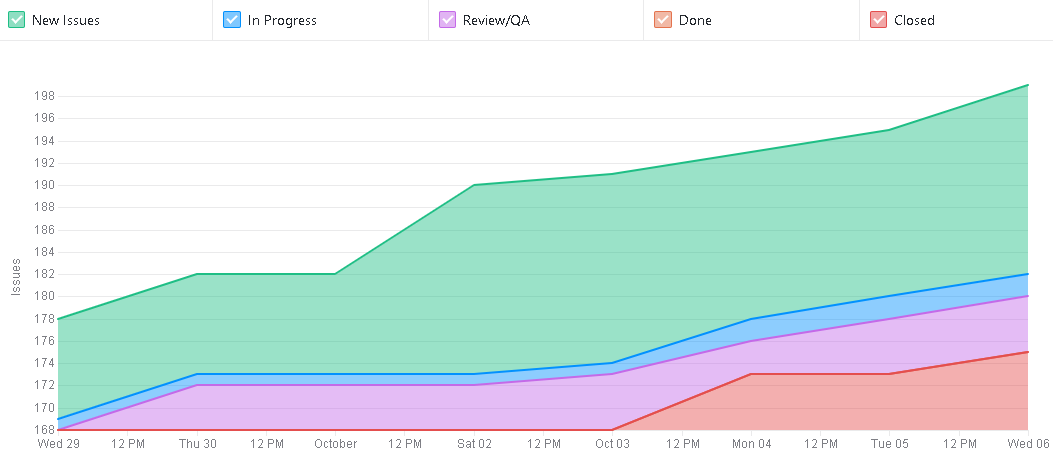 New Issues
In Progress
Review/QA
Done
Closed
198
196
194
192
190
188
186
184
182
180
178
176
174
172
170
168
Issues
Wed 29 12 PM Thu 30 12 PM October 12 PM Sat 02 12 PM Oct 03 12 PM Mon 04 12 PM Tue 05 12 PM Wed 06